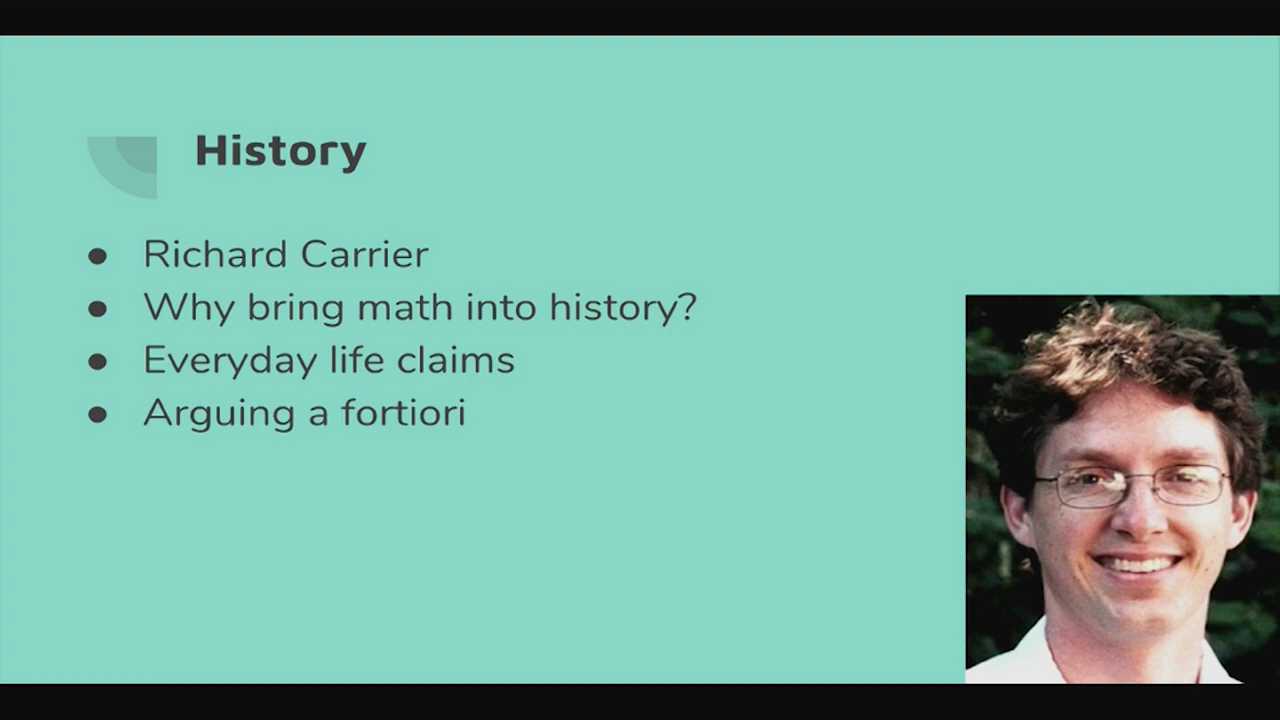 History
● Richard Carrier
● Why bring math into history?
● Everyday life claims
● Arguing a fortiori